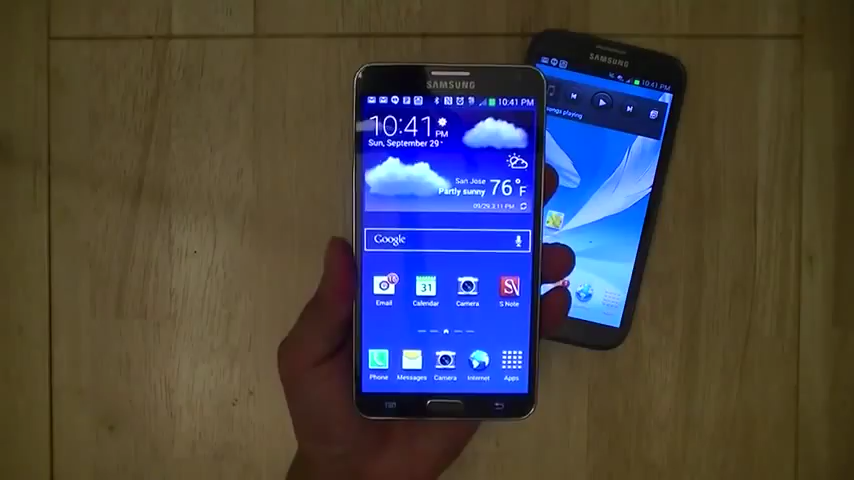 SAMSUNG
10:41 PM
10:41 PM
Sun, September 29
San Jose
Partly sunny
76°F
09/29 3:11 PM
Google
31
Email
Calendar
Camera
S Note
Phone
Messages
Camera
Internet
Apps
SAMSUNG
10:41 PM
songs playing